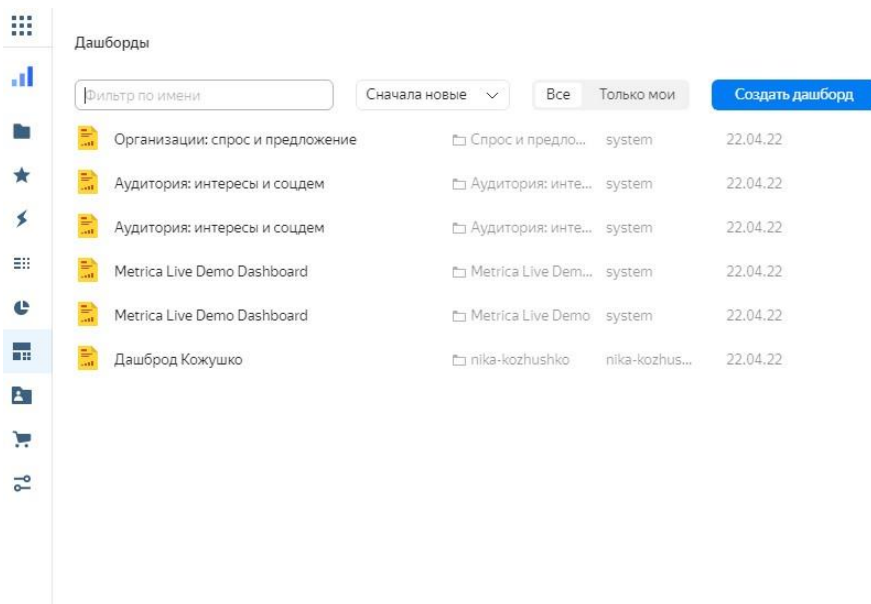 Дашборды
Фильтр по имени Сначала новые Все Только мои Создать дашборд
Организации: спрос и предложение Спрос и предло... system 22.04.22
Аудитория: интересы и соцдем Аудитория: инте... system 22.04.22
Аудитория: интересы и соцдем Аудитория: инте... system 22.04.22
Metrica Live Demo Dashboard Metrica Live Dem... system 22.04.22
Metrica Live Demo Dashboard Metrica Live Demo system 22.04.22
Дашброд Кожушко nika-kozhushko nika-kozhus... 22.04.22